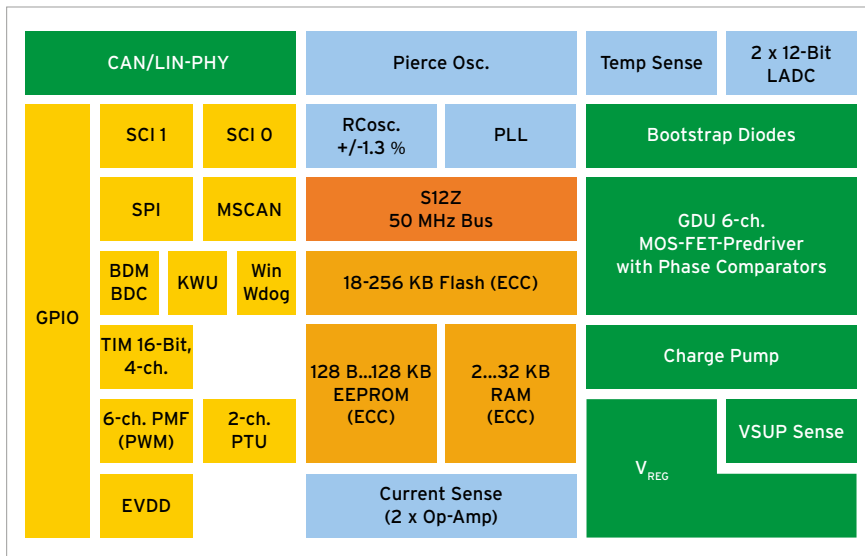 CAN/LIN-PHY
Pierce Osc.
Temp Sense
2 x 12-Bit
LADC
GPIO
SCI 1
SCI 0
RCosc.
+/-1.3 %
PLL
Bootstrap Diodes
SPI
MSCAN
S12Z
50 MHz Bus
GDU 6-ch.
MOS-FET-Predriver
with Phase Comparators
BDM
BDC
KWU
Win
Wdog
18-256 KB Flash (ECC)
TIM 16-Bit,
4-ch.
128 B...128 KB
EEPROM
(ECC)
2...32 KB
RAM
(ECC)
Charge Pump
6-ch. PMF
(PWM)
2-ch.
PTU
VREG
VSUP Sense
EVDD
Current Sense
(2 x Op-Amp)